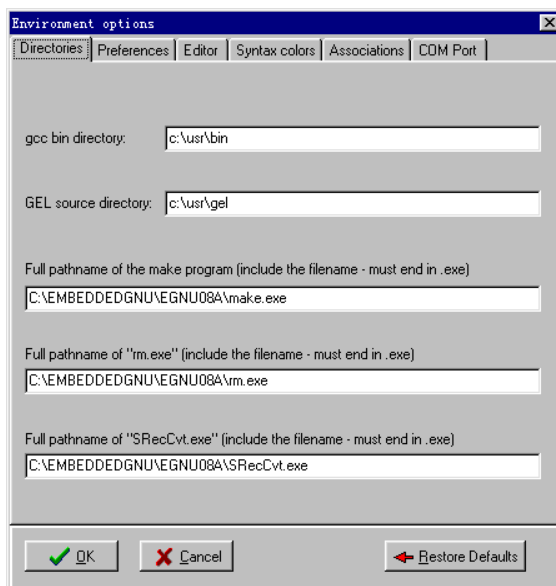 Environment options
Directories Preferences Editor Syntax colors Associations COM Port
gcc bin directory: c:\usr\bin
GEL source directory: c:\usr\gel
Full pathname of the make program (include the filename - must end in .exe)
C:\EMBEDDEDGNU\EGNU08A\make.exe
Full pathname of "rm.exe" (include the filename - must end in .exe)
C:\EMBEDDEDGNU\EGNU08A\rm.exe
Full pathname of "SRecCvt.exe" (include the filename - must end in .exe)
C:\EMBEDDEDGNU\EGNU08A\SRecCvt.exe
OK Cancel Restore Defaults